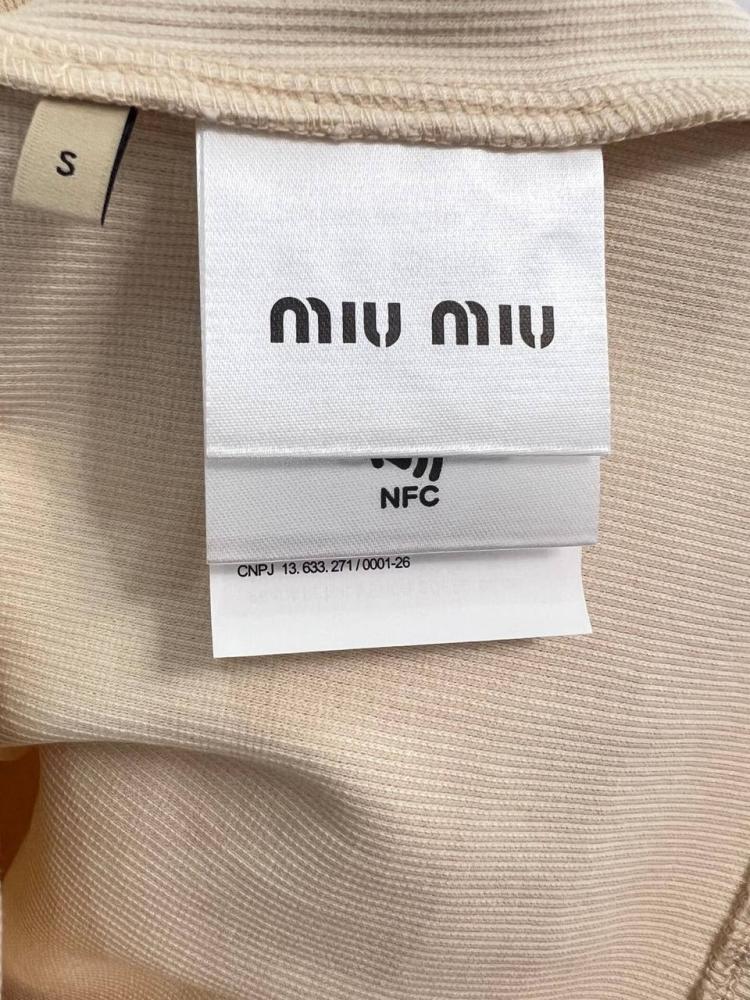 S
MIU MIU
NFC
CNPJ 13.633.271/0001-26